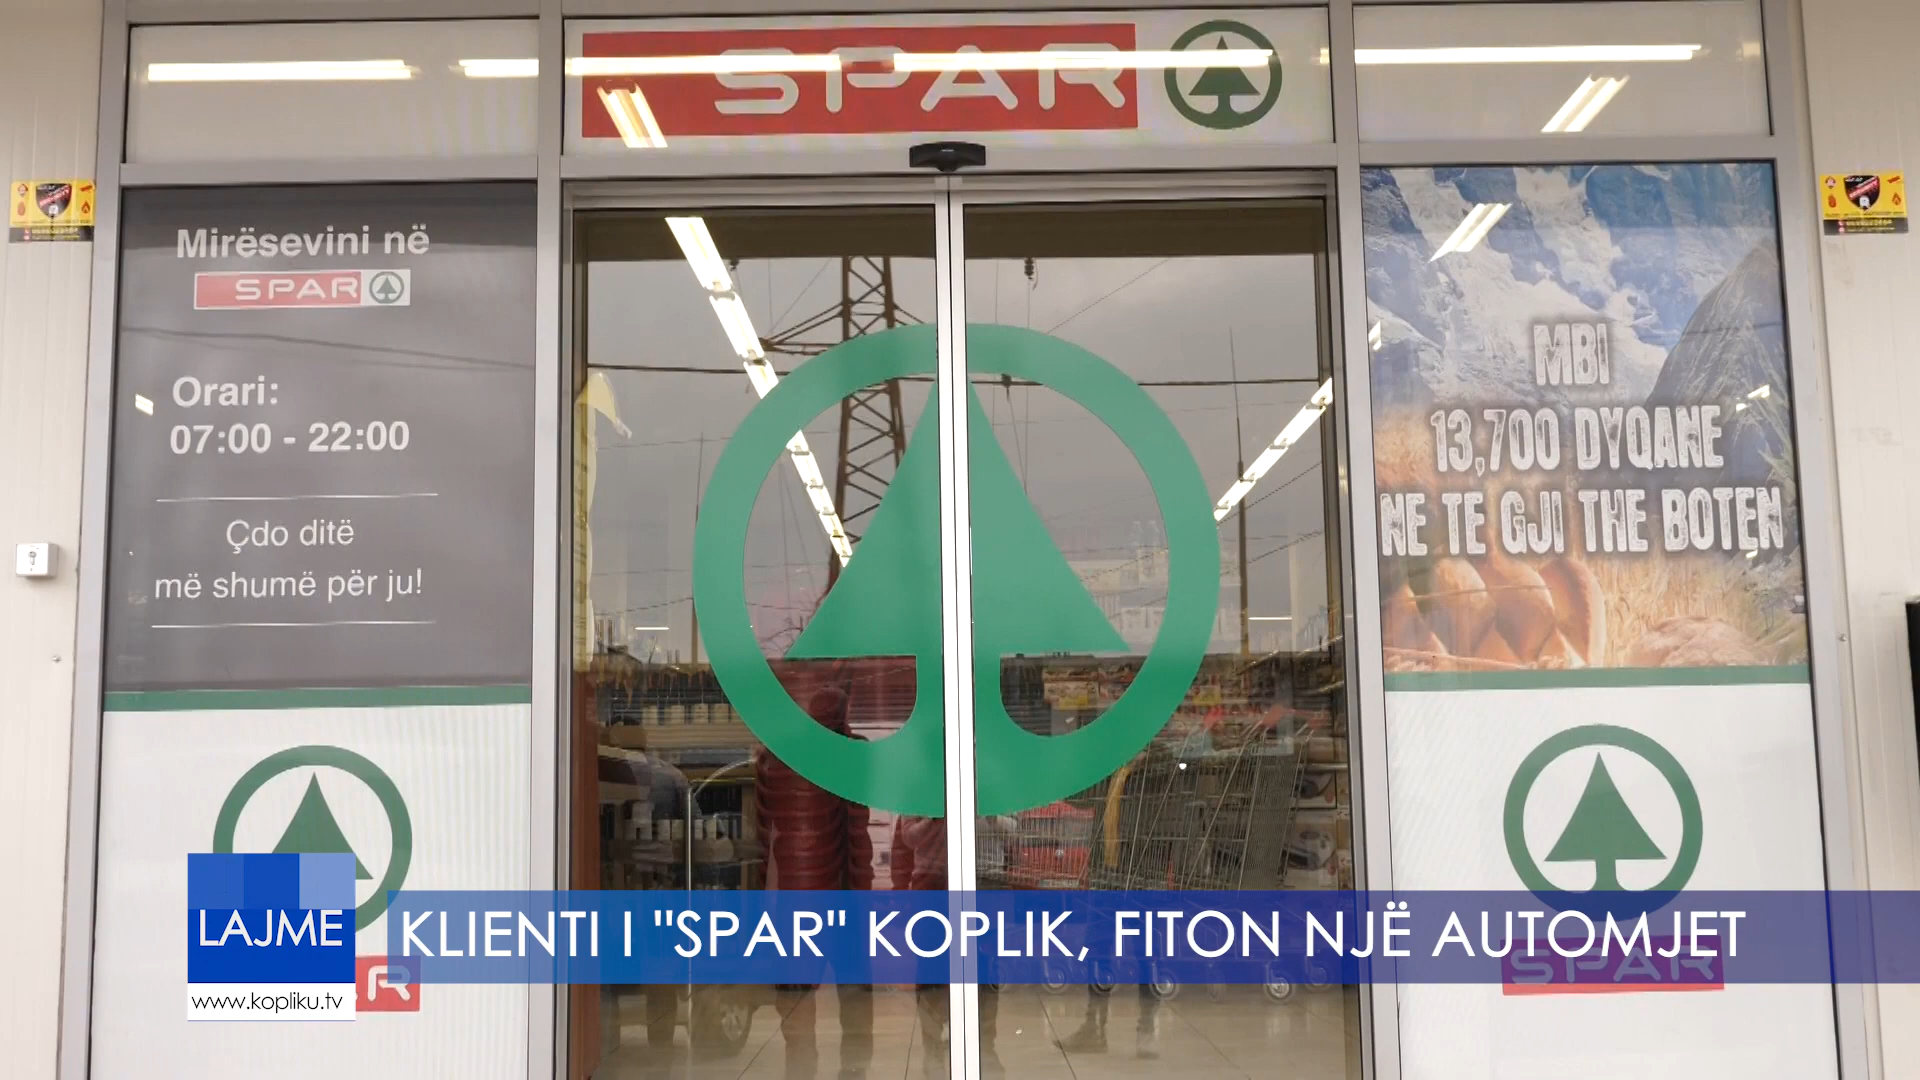 SPAR
Mirësevini në
SPAR
Orari:
07:00 - 22:00
Çdo ditë
më shumë për ju!
MBI
13,700 DYQANE
NE TE GJI THE BOTEN
LAJME
www.kopliku.tv
KLIENTI I "SPAR" KOPLIK, FITON NJË AUTOMJET
SPAR